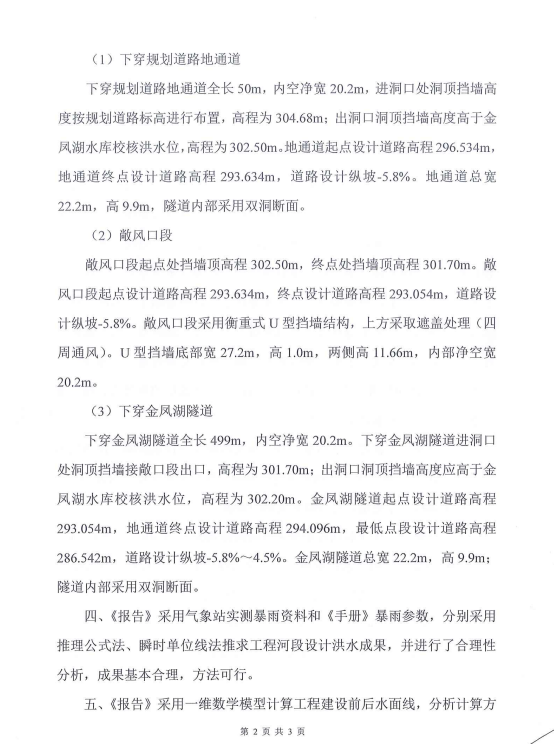 （1）下穿规划道路地通道
下穿规划道路地通道全长 50m，内空净宽 20.2m，进洞口处洞顶挡墙高
度按规划道路标高进行布置，高程为 304.68m；出洞口洞顶挡墙高度高于金
凤湖水库校核洪水位，高程为 302.50m。地通道起点设计道路高程 296.534m，
地通道终点设计道路高程 293.634m，道路设计纵坡-5.8%。地通道总宽
22.2m，高 9.9m，隧道内部采用双洞断面。
（2）敞风口段
敞风口段起点处挡墙顶高程 302.50m，终点处挡墙顶高程 301.70m。敞
风口段起点设计道路高程 293.634m，终点设计道路高程 293.054m，道路设
计纵坡-5.8%。敞风口段采用衡重式 U 型挡墙结构，上方采取遮盖处理（四
周通风）。U 型挡墙底部宽 27.2m，高 1.0m，两侧高 11.66m，内部净空宽
20.2m。
（3）下穿金凤湖隧道
下穿金凤湖隧道全长 499m，内空净宽 20.2m。下穿金凤湖隧道进洞口
处洞顶挡墙接敞口段出口，高程为 301.70m；出洞口洞顶挡墙高度应高于金
凤湖水库校核洪水位，高程为 302.20m。金凤湖隧道起点设计道路高程
293.054m，地通道终点设计道路高程 294.096m，最低点段设计道路高程
286.542m，道路设计纵坡-5.8%～4.5%。金凤湖隧道总宽 22.2m，高 9.9m；
隧道内部采用双洞断面。
四、《报告》采用气象站实测暴雨资料和《手册》暴雨参数，分别采用
推理公式法、瞬时单位线法推求工程河段设计洪水成果，并进行了合理性
分析，成果基本合理，方法可行。
五、《报告》采用一维数学模型计算工程建设前后水面线，分析计算方
第 2 页 共 3 页